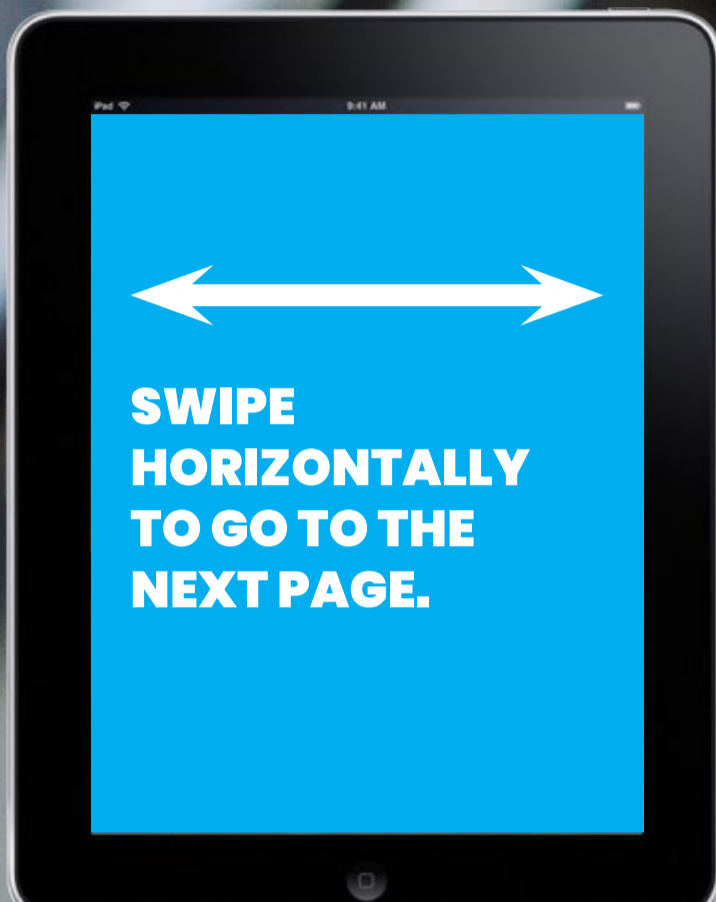 iPad
9:41 AM
SWIPE
HORIZONTALLY
TO GO TO THE
NEXT PAGE.